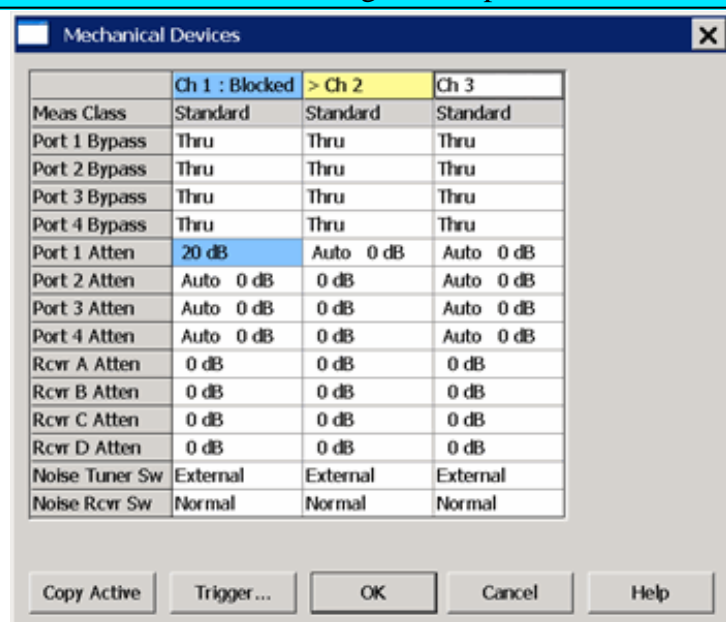 Mechanical Devices
Ch 1 : Blocked > Ch 2 Ch 3
Meas Class Standard Standard Standard
Port 1 Bypass Thru Thru Thru
Port 2 Bypass Thru Thru Thru
Port 3 Bypass Thru Thru Thru
Port 4 Bypass Thru Thru Thru
Port 1 Atten 20 dB Auto 0 dB Auto 0 dB
Port 2 Atten Auto 0 dB 0 dB Auto 0 dB
Port 3 Atten Auto 0 dB 0 dB Auto 0 dB
Port 4 Atten Auto 0 dB 0 dB Auto 0 dB
Rcvr A Atten 0 dB 0 dB 0 dB
Rcvr B Atten 0 dB 0 dB 0 dB
Rcvr C Atten 0 dB 0 dB 0 dB
Rcvr D Atten 0 dB 0 dB 0 dB
Noise Tuner Sw External External External
Noise Rcvr Sw Normal Normal Normal
Copy Active Trigger... OK Cancel Help